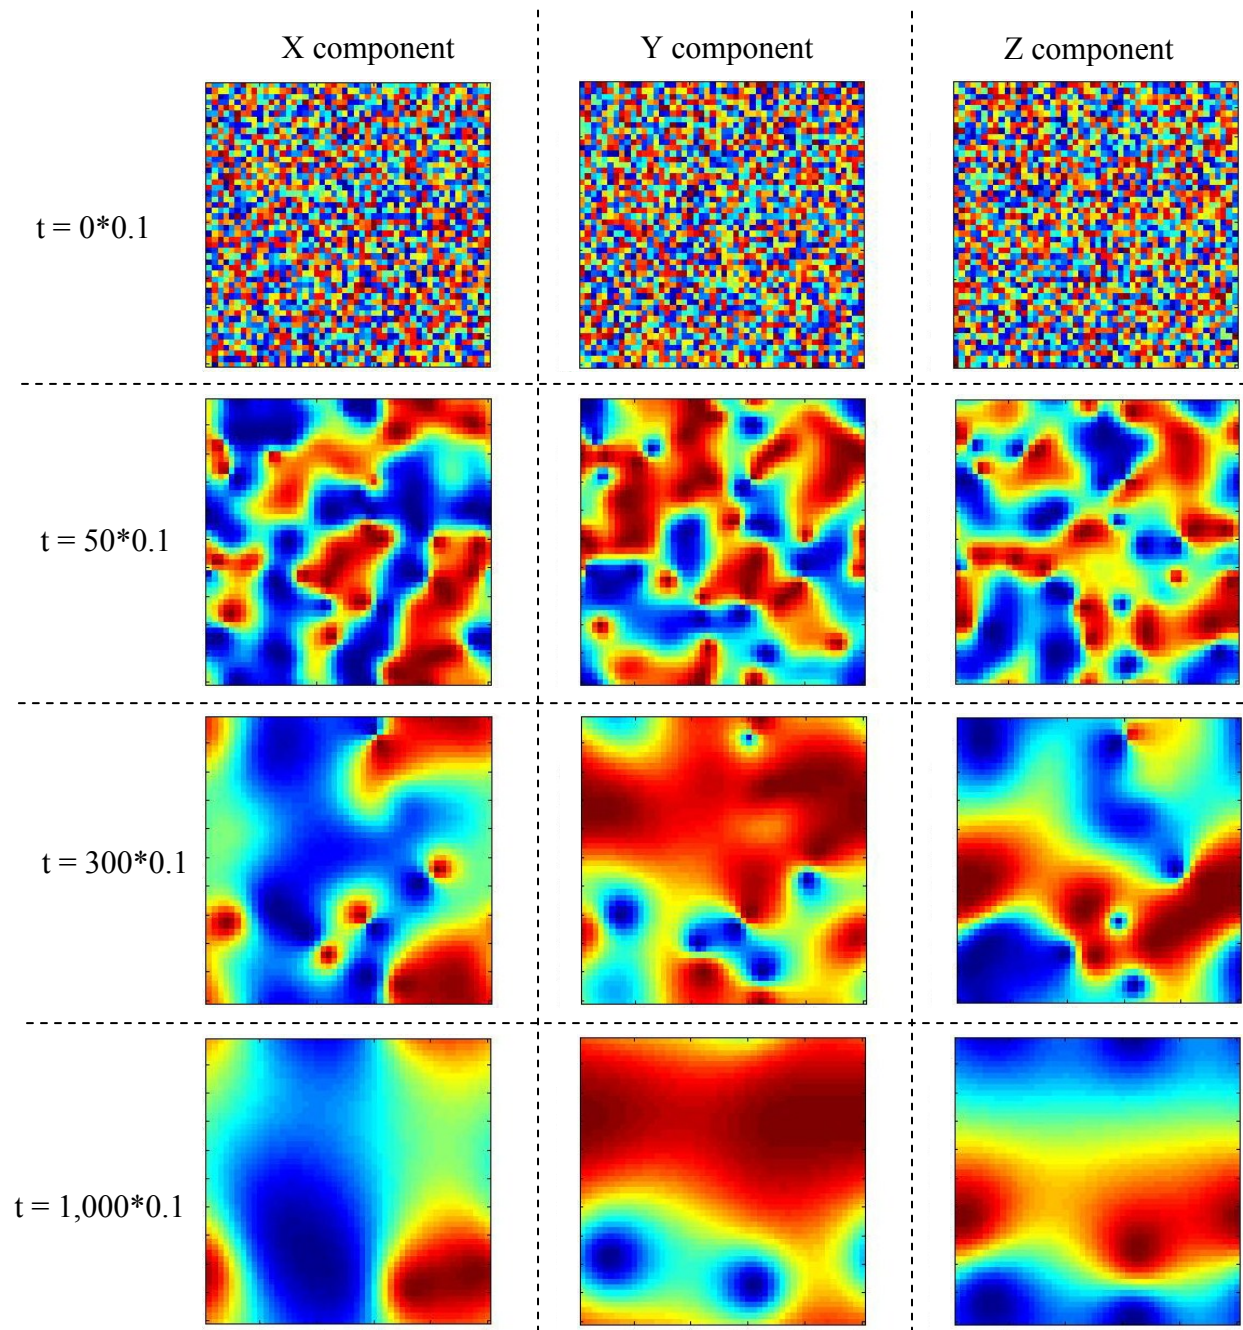 X component Y component Z component
t = 0*0.1
t = 50*0.1
t = 300*0.1
t = 1,000*0.1